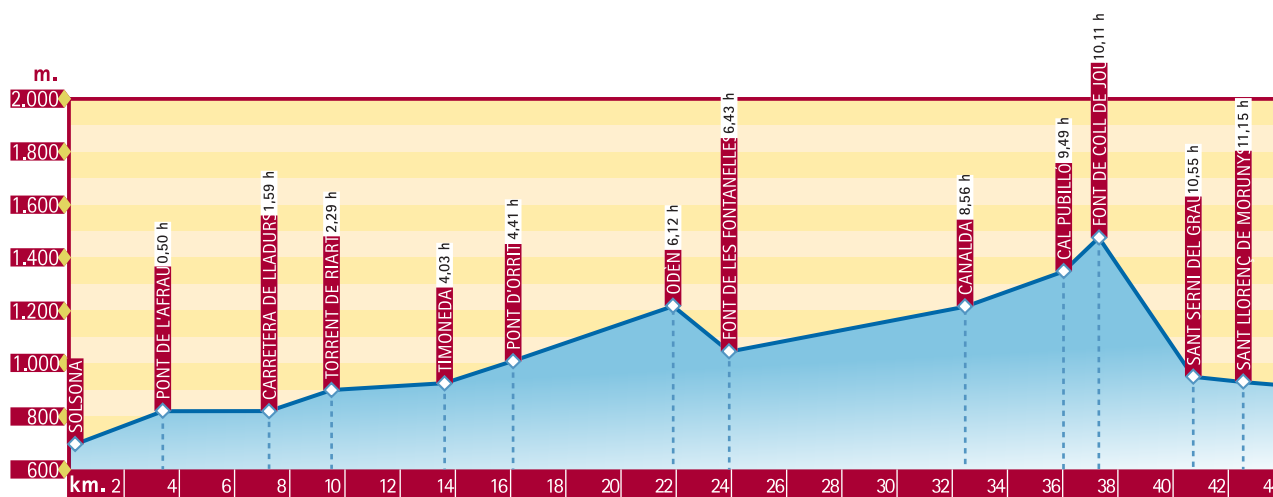 m.
2.000
1.800
1.600
1.400
1.200
1.000
800
600
SOLSONA
PONT DE L'AFRAU 0,50 h
CARRETERA DE LLADURS 1,59 h
TORRENT DE RIART 2,29 h
TIMONEDA 4,03 h
PONT D'ORRIT 4,41 h
ODÈN 6,12 h
FONT DE LES FONTANELLES 6,43 h
CANALDA 8,56 h
CAL PUBILLÓ 9,49 h
FONT DE COLL DE JOU 10,11 h
SANT SERNI DEL GRAU 10,55 h
SANT LLORENÇ DE MORUNYS 11,15 h
km. 2 4 6 8 10 12 14 16 18 20 22 24 26 28 30 32 34 36 38 40 42